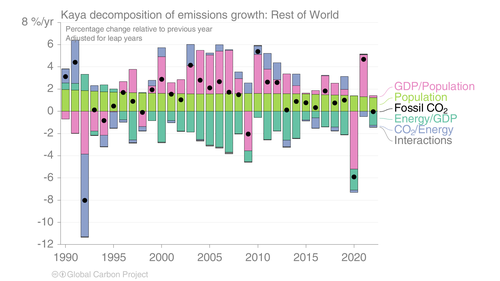 Kaya decomposition of emissions growth: Rest of World
8 %/yr
Percentage change relative to previous year
Adjusted for leap years
6
4
2
0
-2
-4
-6
-8
-10
-12
GDP/Population
Population
Fossil CO₂
Energy/GDP
CO₂/Energy
Interactions
1990 1995 2000 2005 2010 2015 2020
Global Carbon Project